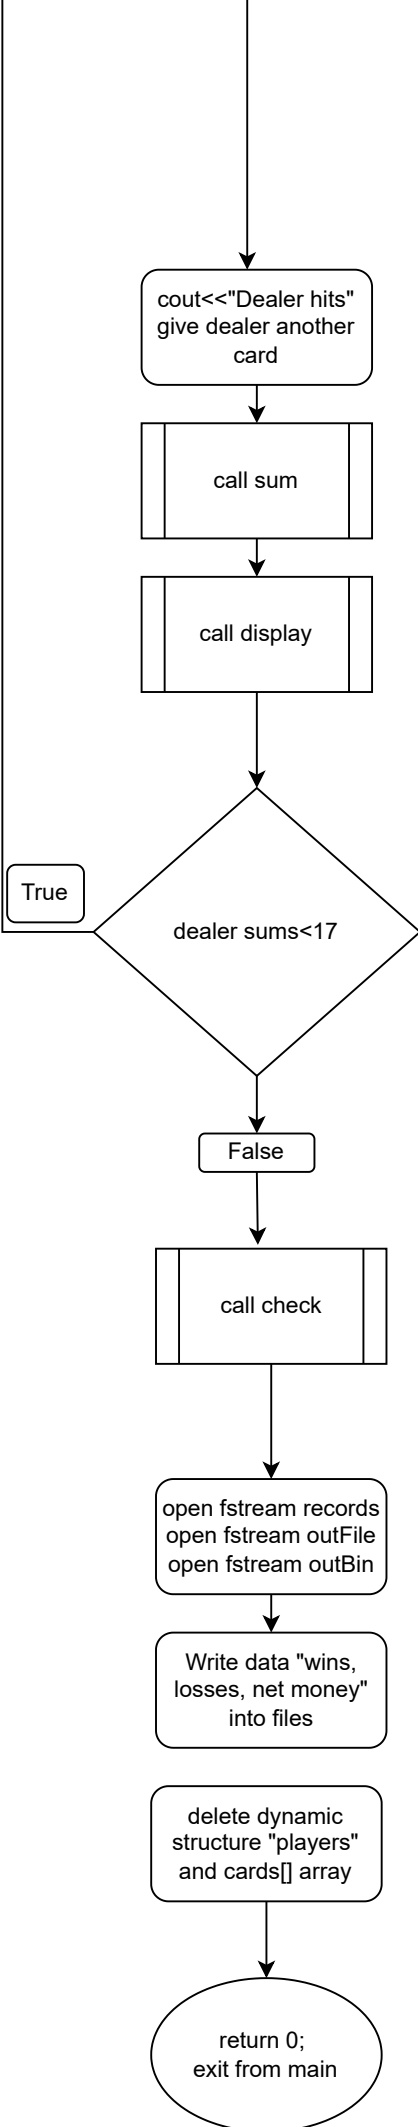 cout<<"Dealer hits"
give dealer another
card
call sum
call display
True
dealer sums<17
False
call check
open fstream records
open fstream outFile
open fstream outBin
Write data "wins,
losses, net money"
into files
delete dynamic
structure "players"
and cards[] array
return 0;
exit from main